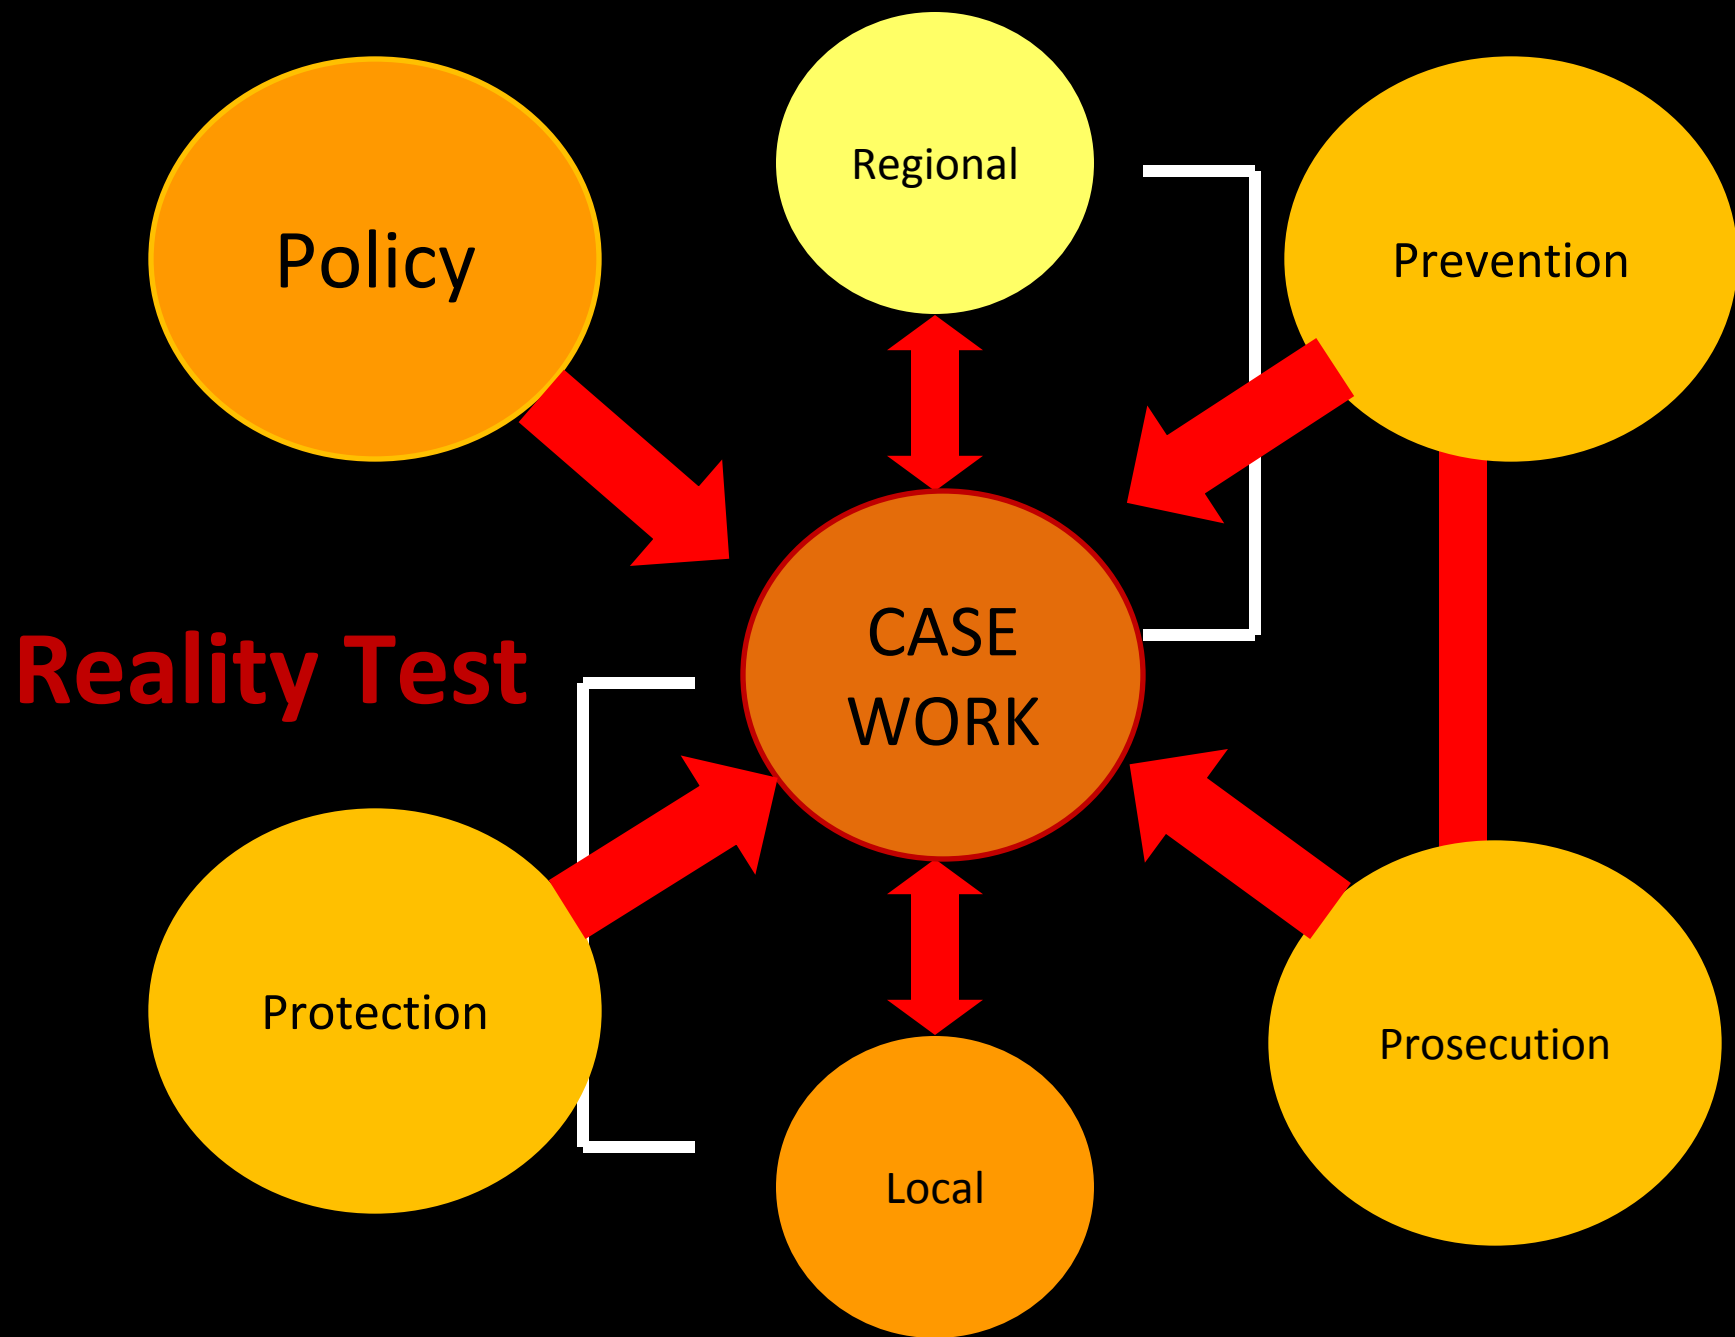 Regional
Policy
Prevention
CASE
WORK
Reality Test
Protection
Prosecution
Local